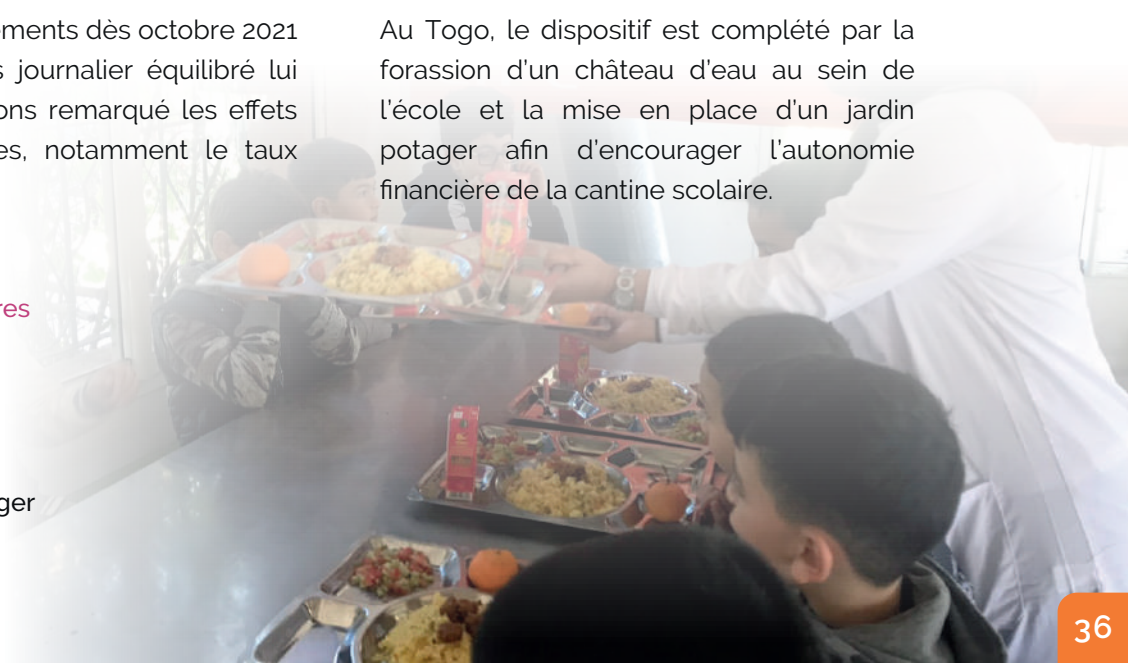 ements dès octobre 2021
s journalier équilibré lui
ons remarqué les effets
es, notamment le taux
res
ger
Au Togo, le dispositif est complété par la
forassion d'un château d'eau au sein de
l'école et la mise en place d'un jardin
potager afin d'encourager l'autonomie
financière de la cantine scolaire.
36